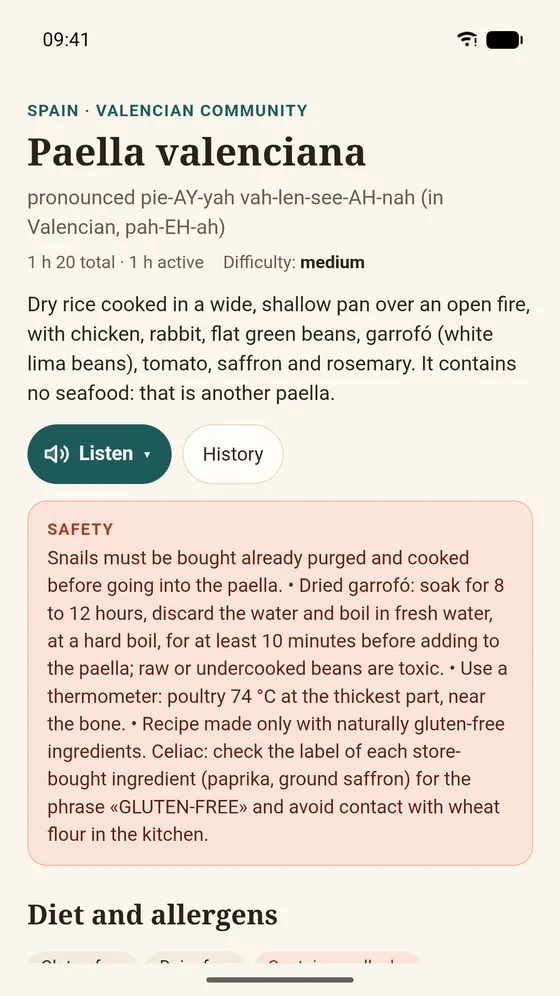 09:41
SPAIN · VALENCIAN COMMUNITY
Paella valenciana
pronounced pie-AY-yah vah-len-see-AH-nah (in
Valencian, pah-EH-ah)
1 h 20 total · 1 h active Difficulty: medium
Dry rice cooked in a wide, shallow pan over an open fire,
with chicken, rabbit, flat green beans, garrofó (white
lima beans), tomato, saffron and rosemary. It contains
no seafood: that is another paella.
Listen ▾ History
SAFETY
Snails must be bought already purged and cooked
before going into the paella. • Dried garrofó: soak for 8
to 12 hours, discard the water and boil in fresh water,
at a hard boil, for at least 10 minutes before adding to
the paella; raw or undercooked beans are toxic. • Use a
thermometer: poultry 74 °C at the thickest part, near
the bone. • Recipe made only with naturally gluten-free
ingredients. Celiac: check the label of each store-
bought ingredient (paprika, ground saffron) for the
phrase «GLUTEN-FREE» and avoid contact with wheat
flour in the kitchen.
Diet and allergens